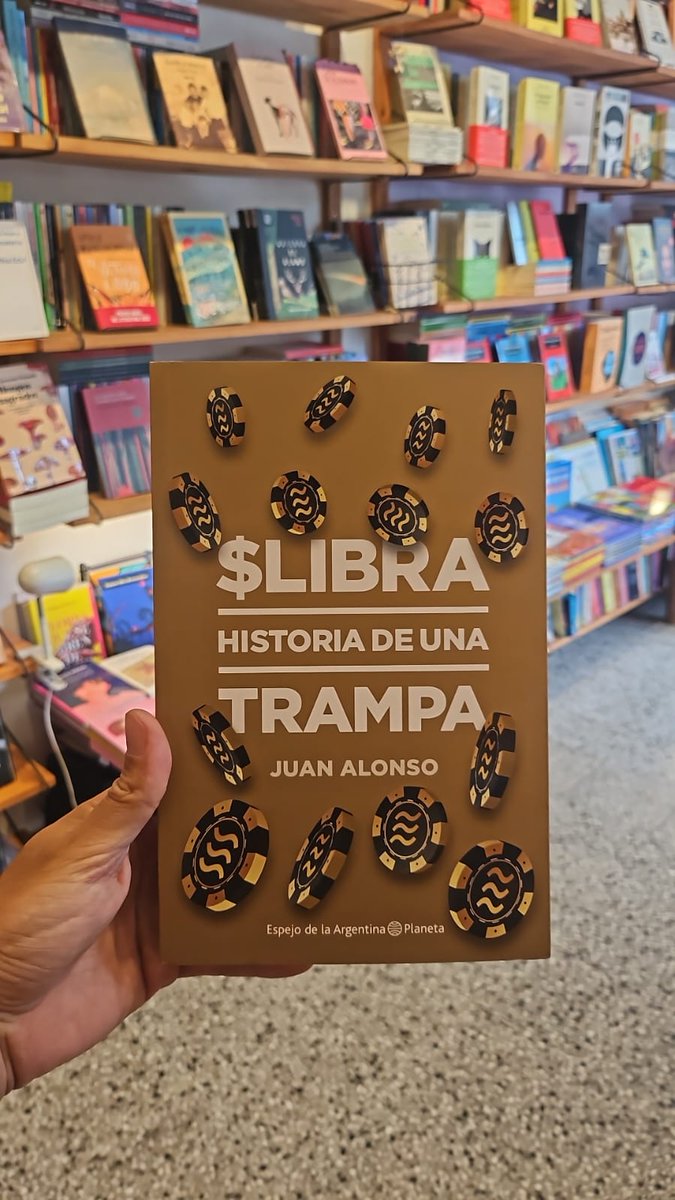 $LIBRA
HISTORIA DE UNA
TRAMPA
JUAN ALONSO
Espejo de la Argentina Planeta